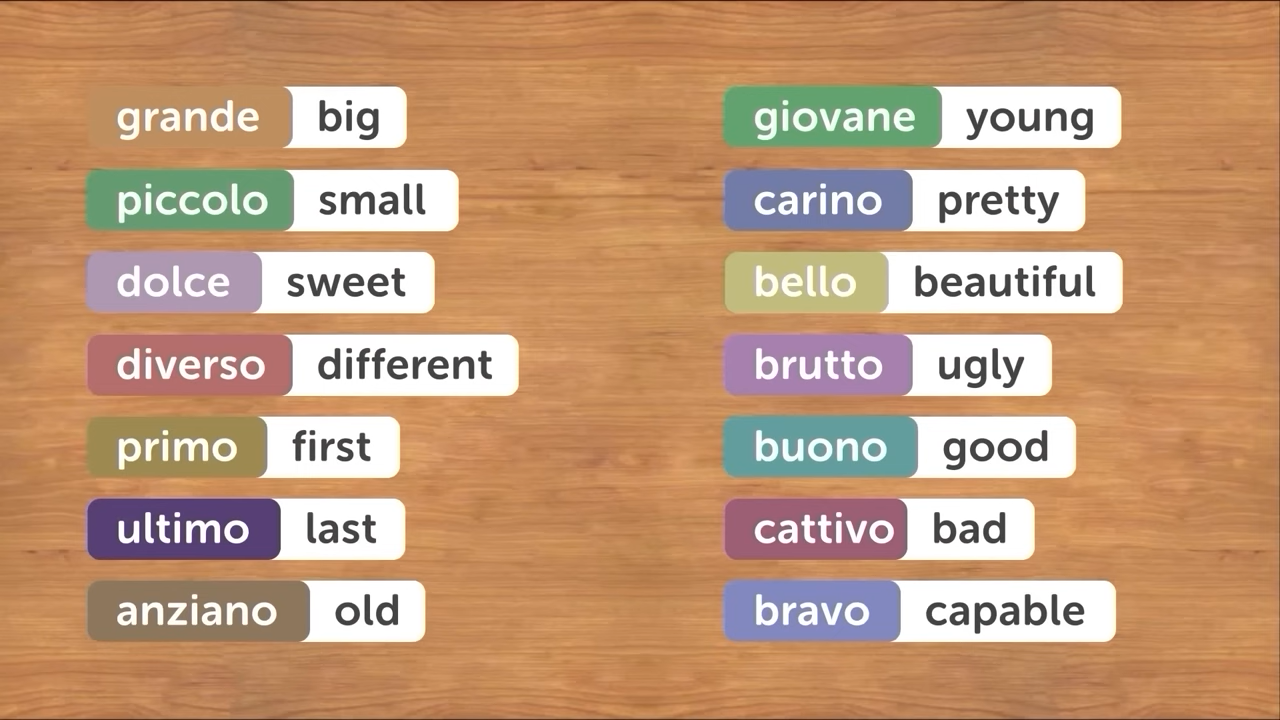 grande big
piccolo small
dolce sweet
diverso different
primo first
ultimo last
anziano old
giovane young
carino pretty
bello beautiful
brutto ugly
buono good
cattivo bad
bravo capable